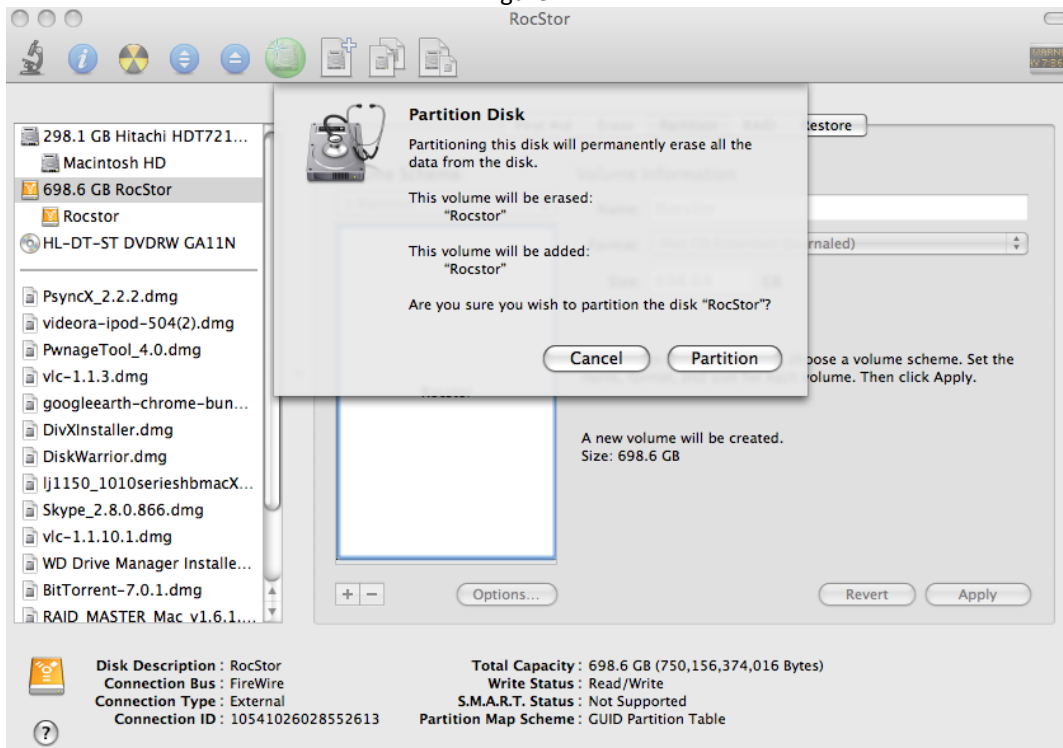 RocStor
298.1 GB Hitachi HDT721...
Macintosh HD
698.6 GB RocStor
Rocstor
HL-DT-ST DVDRW GA11N
PsyncX_2.2.2.dmg
videora-ipod-504(2).dmg
PwnageTool_4.0.dmg
vlc-1.1.3.dmg
googleearth-chrome-bun...
DivXInstaller.dmg
DiskWarrior.dmg
lj1150_1010serieshbmacX...
Skype_2.8.0.866.dmg
vlc-1.1.10.1.dmg
WD Drive Manager Installe...
BitTorrent-7.0.1.dmg
RAID MASTER Mac v1.6.1....
Partition Disk
Partitioning this disk will permanently erase all the
data from the disk.
This volume will be erased:
“Rocstor”
This volume will be added:
“Rocstor”
Are you sure you wish to partition the disk “RocStor”?
Cancel Partition
Restore
Volume Information
rnaled)
oose a volume scheme. Set the
olume. Then click Apply.
A new volume will be created.
Size: 698.6 GB
+ - Options... Revert Apply
Disk Description : RocStor
Connection Bus : FireWire
Connection Type : External
Connection ID : 10541026028552613
Total Capacity : 698.6 GB (750,156,374,016 Bytes)
Write Status : Read/Write
S.M.A.R.T. Status : Not Supported
Partition Map Scheme : GUID Partition Table
?